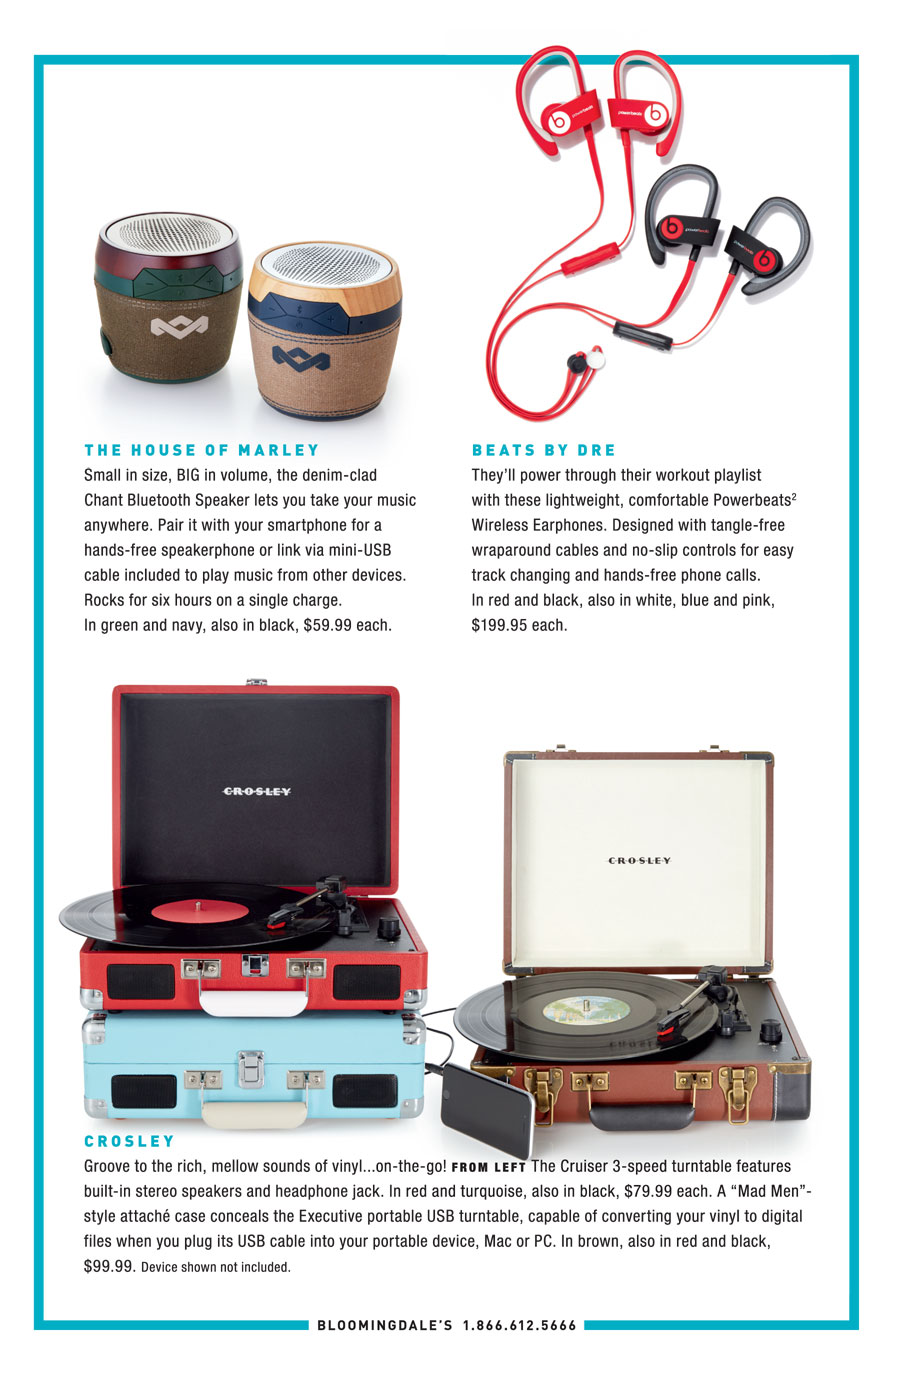 powerbeats
powerbeats
powerbeats
powerbeats
THE HOUSE OF MARLEY
Small in size, BIG in volume, the denim-clad
Chant Bluetooth Speaker lets you take your music
anywhere. Pair it with your smartphone for a
hands-free speakerphone or link via mini-USB
cable included to play music from other devices.
Rocks for six hours on a single charge.
In green and navy, also in black, $59.99 each.
BEATS BY DRE
They’ll power through their workout playlist
with these lightweight, comfortable Powerbeats²
Wireless Earphones. Designed with tangle-free
wraparound cables and no-slip controls for easy
track changing and hands-free phone calls.
In red and black, also in white, blue and pink,
$199.95 each.
CROSLEY
CROSLEY
CROSLEY
Groove to the rich, mellow sounds of vinyl...on-the-go! FROM LEFT The Cruiser 3-speed turntable features
built-in stereo speakers and headphone jack. In red and turquoise, also in black, $79.99 each. A “Mad Men”-
style attaché case conceals the Executive portable USB turntable, capable of converting your vinyl to digital
files when you plug its USB cable into your portable device, Mac or PC. In brown, also in red and black,
$99.99. Device shown not included.
BLOOMINGDALE’S 1.866.612.5666